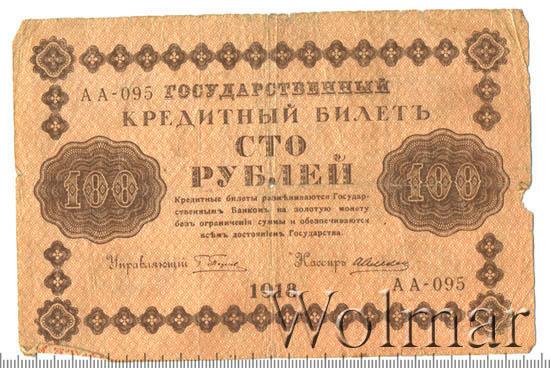 АА-095 ГОСУДАРСТВЕННЫЙ
КРЕДИТНЫЙ БИЛЕТЪ
СТО
РУБЛЕЙ
100 100
Кредитные билеты размѣниваются Государ-
ственнымъ Банкомъ на золотую монету
безъ ограниченія суммы и обезпечиваются
всѣмъ достояніемъ Государства.
Управляющій Кассиръ
1918
АА-095
Wolmar